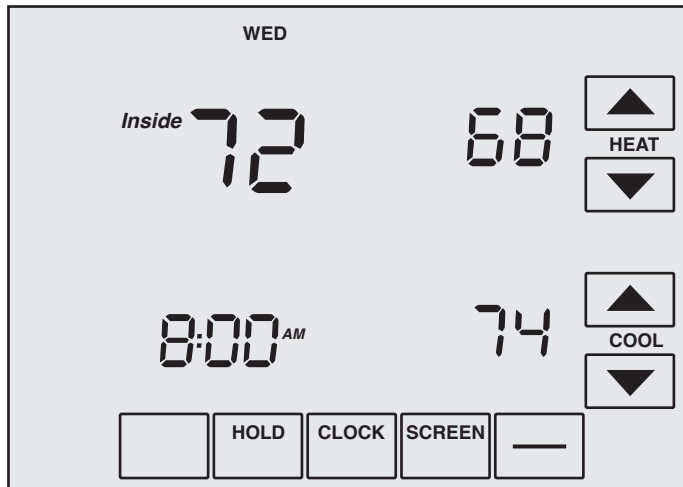 WED
Inside 72
68
HEAT
8:00 AM
74
COOL
HOLD CLOCK SCREEN